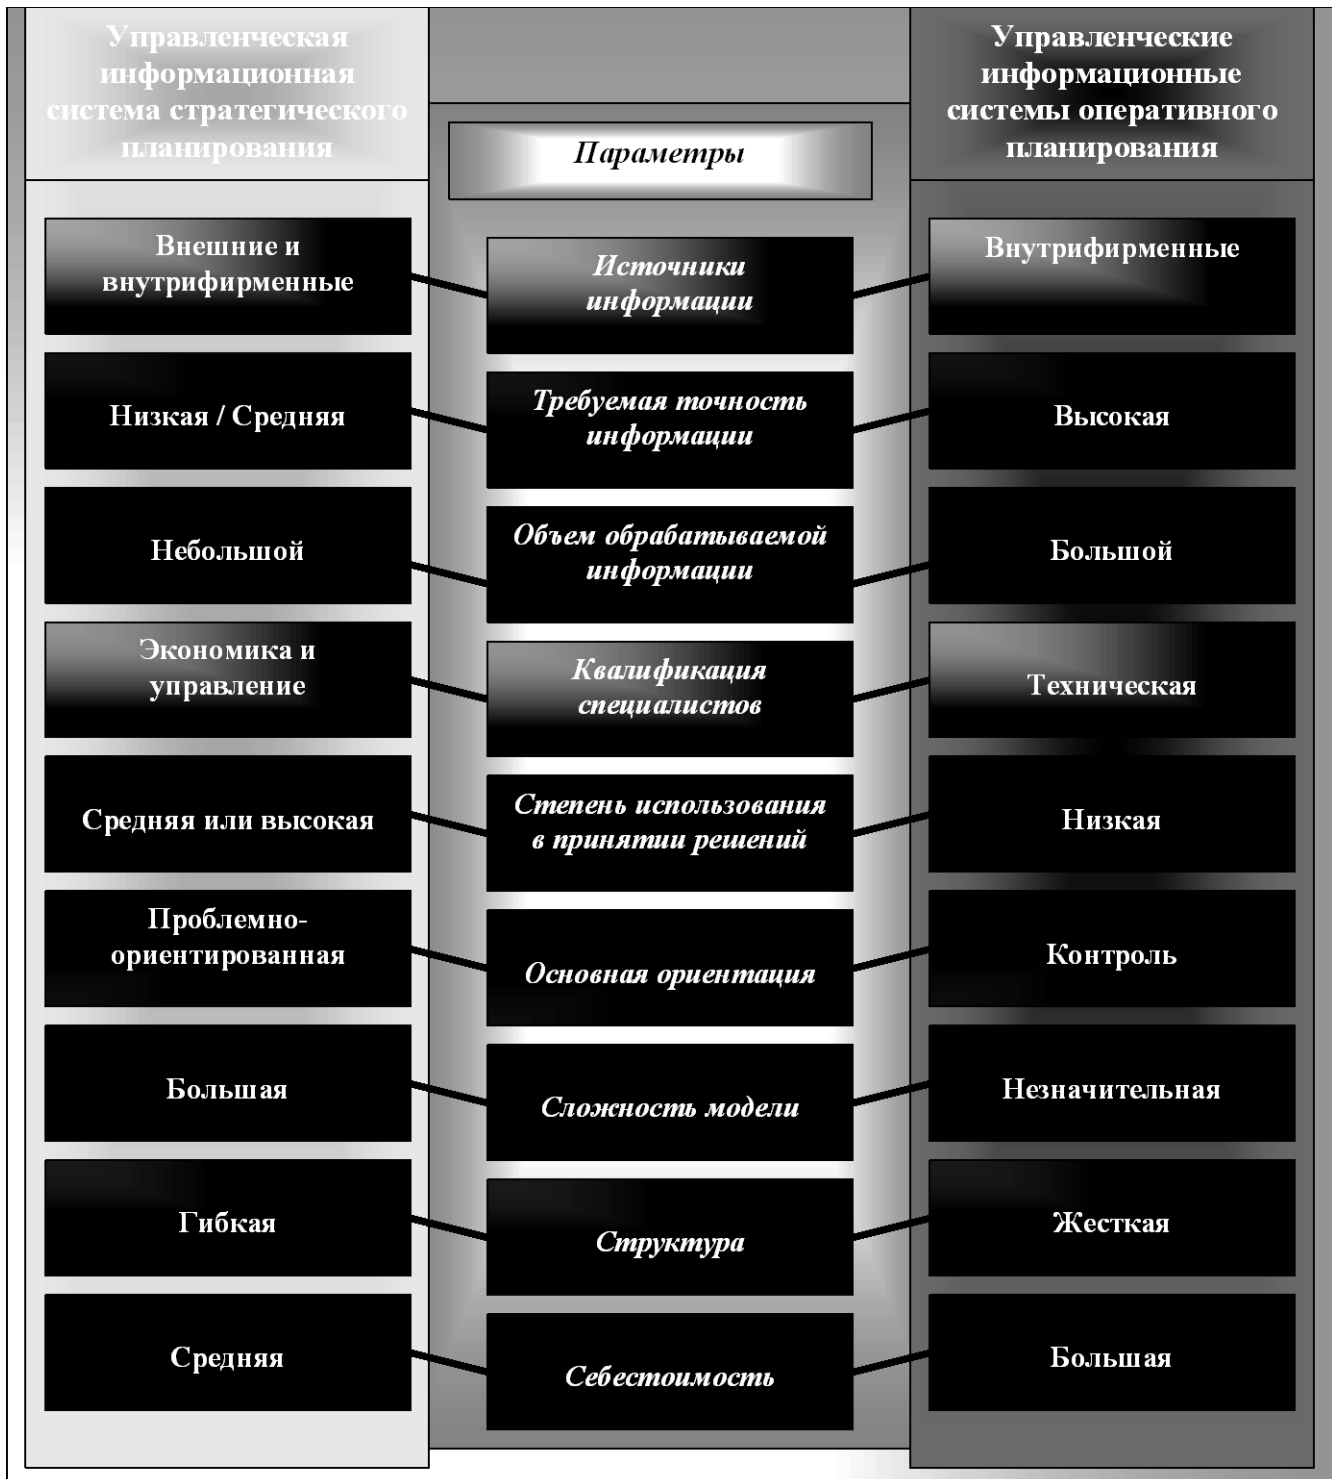 Управленческая
информационная
система стратегического
планирования
Параметры
Управленческие
информационные
системы оперативного
планирования
Внешние и
внутрифирменные
Источники
информации
Внутрифирменные
Низкая / Средняя
Требуемая точность
информации
Высокая
Небольшой
Объем обрабатываемой
информации
Большой
Экономика и
управление
Квалификация
специалистов
Техническая
Средняя или высокая
Степень использования
в принятии решений
Низкая
Проблемно-
ориентированная
Основная ориентация
Контроль
Большая
Сложность модели
Незначительная
Гибкая
Структура
Жесткая
Средняя
Себестоимость
Большая